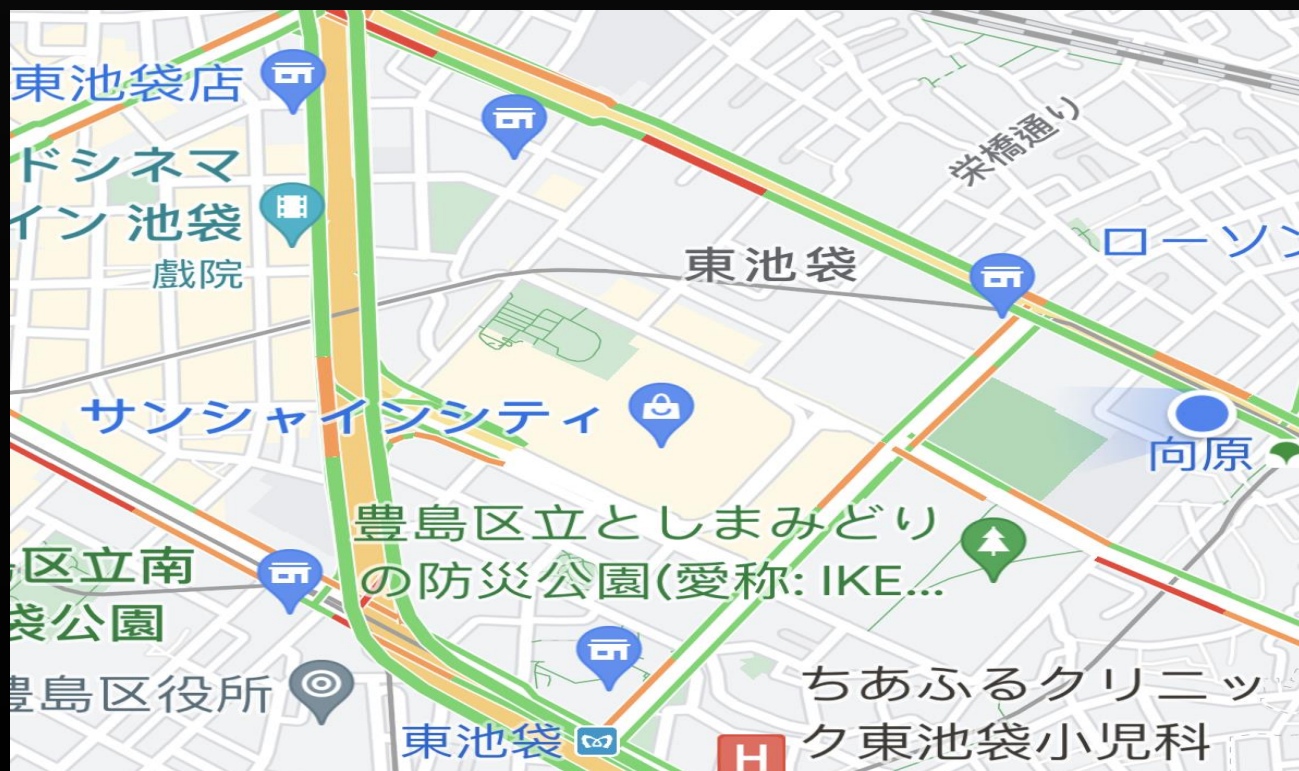 東池袋店
ドシネマ
イン 池袋
戲院
栄橋通り
東池袋
ローソン
サンシャインシティ
向原
豊島区立としまみどり
の防災公園(愛称: IKE...
区立南
袋公園
豊島区役所
東池袋
ちあふるクリニッ
ク東池袋小児科
H